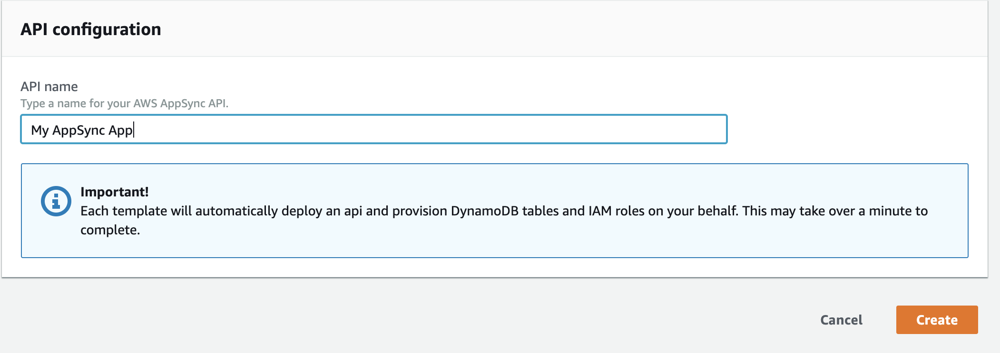 API configuration
API name
Type a name for your AWS AppSync API.
My AppSync App
Important!
Each template will automatically deploy an api and provision DynamoDB tables and IAM roles on your behalf. This may take over a minute to
complete.
Cancel
Create